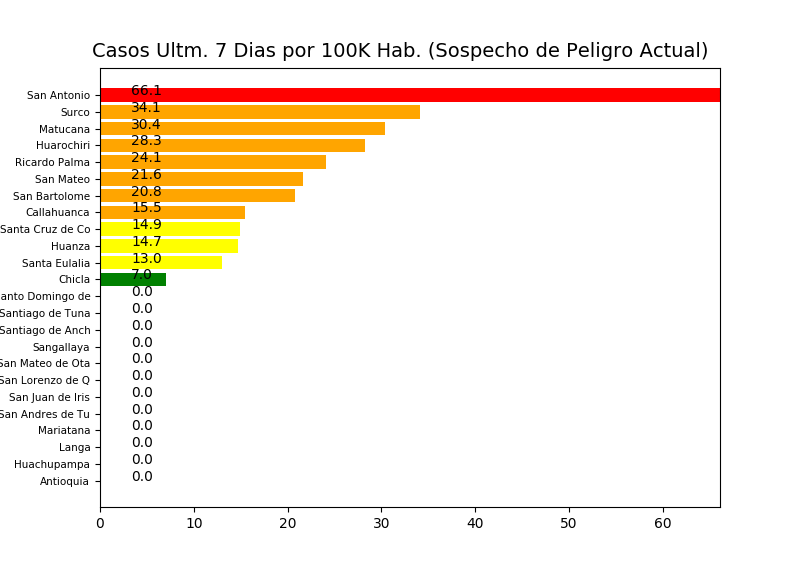 Casos Ultm. 7 Dias por 100K Hab. (Sospecho de Peligro Actual)
San Antonio 66.1
Surco 34.1
Matucana 30.4
Huarochiri 28.3
Ricardo Palma 24.1
San Mateo 21.6
San Bartolome 20.8
Callahuanca 15.5
Santa Cruz de Co 14.9
Huanza 14.7
Santa Eulalia 13.0
Chicla 7.0
anto Domingo de 0.0
Santiago de Tuna 0.0
Santiago de Anch 0.0
Sangallaya 0.0
San Mateo de Ota 0.0
San Lorenzo de Q 0.0
San Juan de Iris 0.0
San Andres de Tu 0.0
Mariatana 0.0
Langa 0.0
Huachupampa 0.0
Antioquia 0.0
0 10 20 30 40 50 60